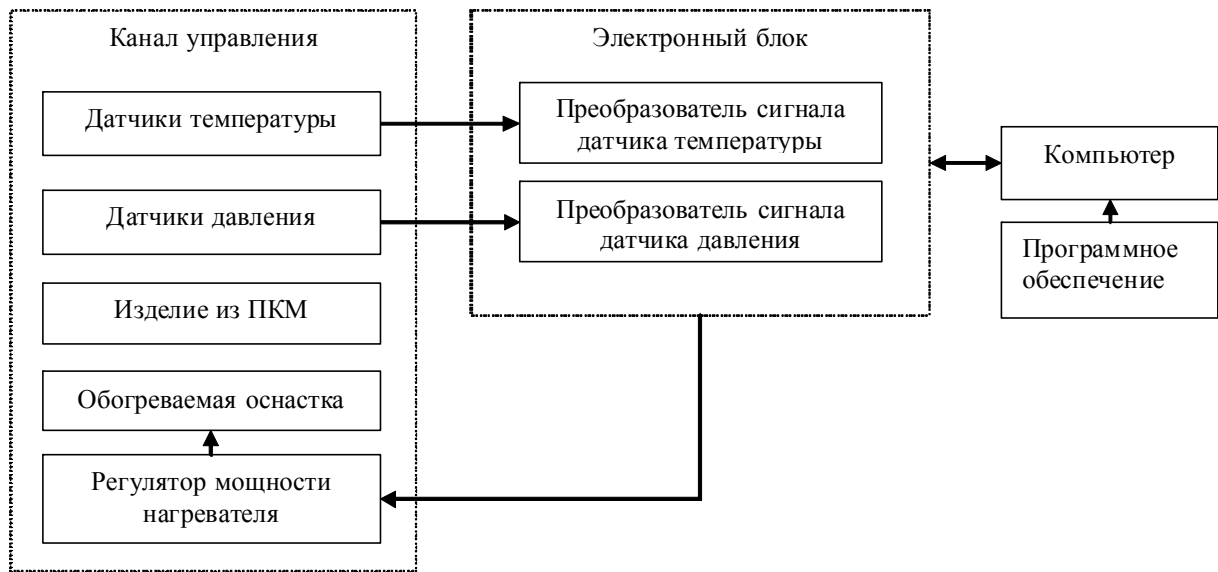 Канал управления
Датчики температуры
Датчики давления
Изделие из ПКМ
Обогреваемая оснастка
Регулятор мощности
нагревателя
Электронный блок
Преобразователь сигнала
датчика температуры
Преобразователь сигнала
датчика давления
Компьютер
Программное
обеспечение